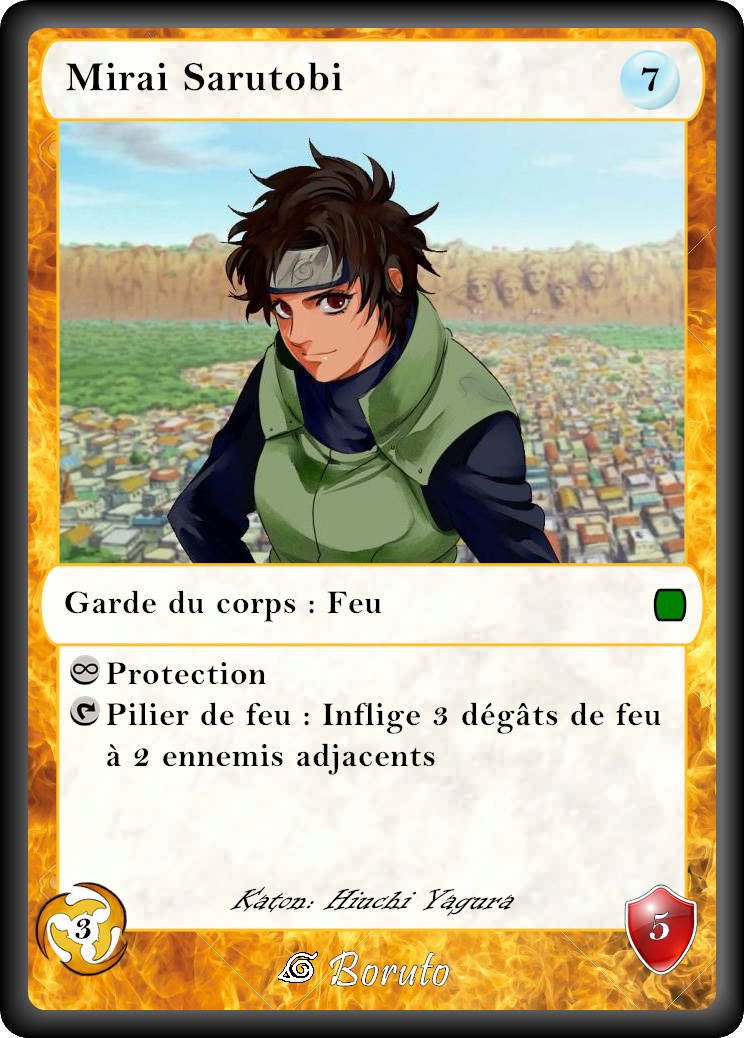 Mirai Sarutobi
7
Garde du corps : Feu
Protection
Pilier de feu : Inflige 3 dégâts de feu
à 2 ennemis adjacents
Katon: Hiuchi Yagura
3
5
Boruto